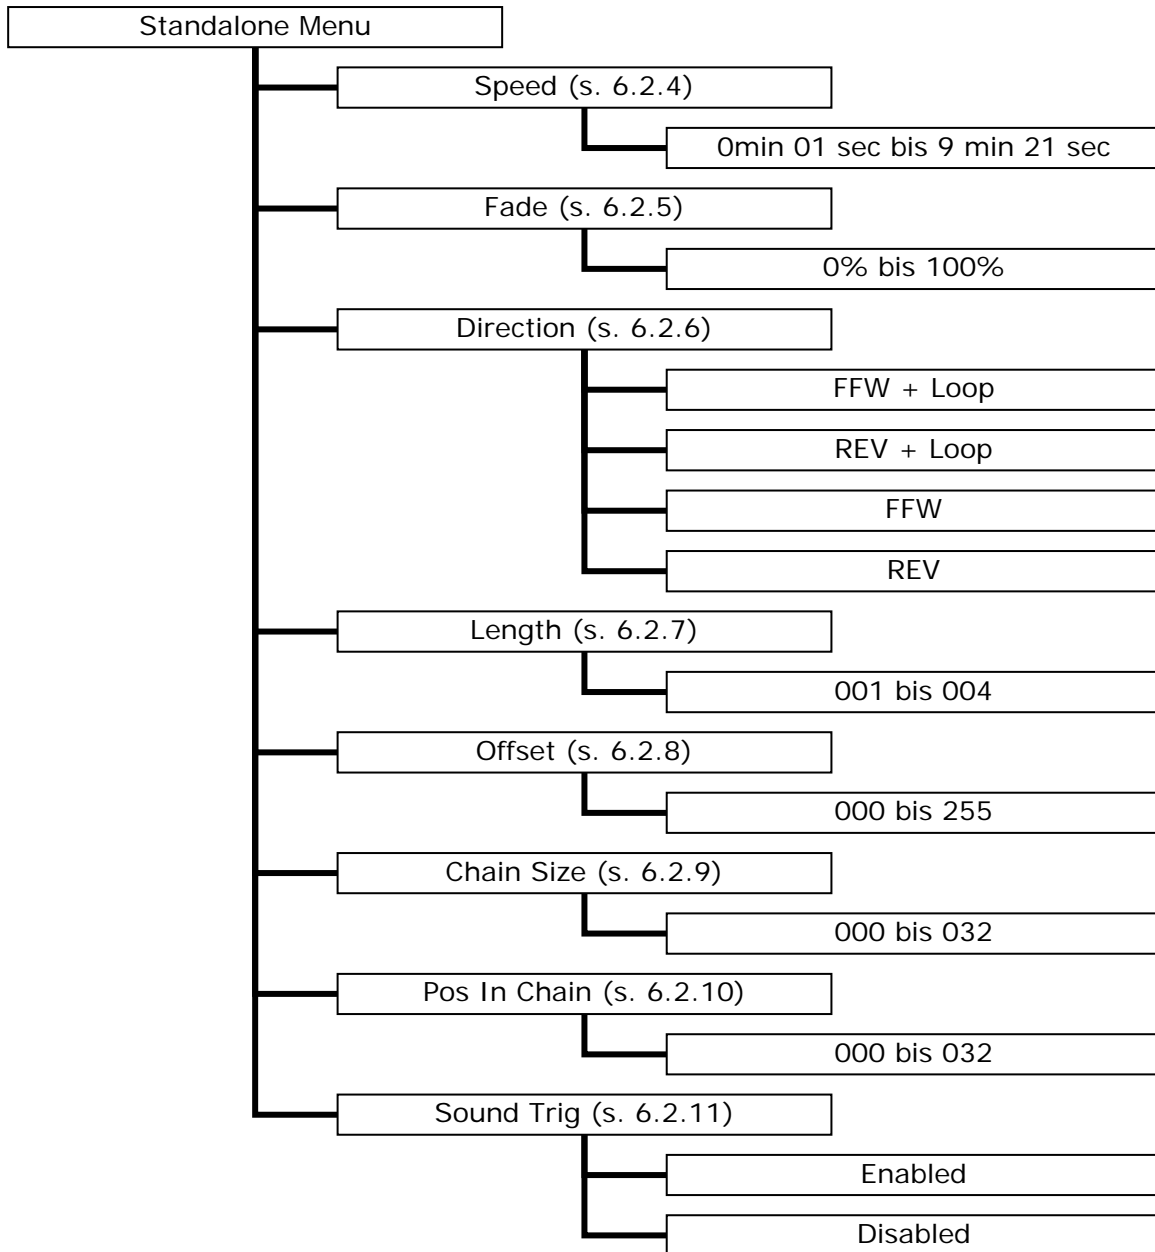 Standalone Menu
Speed (s. 6.2.4)
0min 01 sec bis 9 min 21 sec
Fade (s. 6.2.5)
0% bis 100%
Direction (s. 6.2.6)
FFW + Loop
REV + Loop
FFW
REV
Length (s. 6.2.7)
001 bis 004
Offset (s. 6.2.8)
000 bis 255
Chain Size (s. 6.2.9)
000 bis 032
Pos In Chain (s. 6.2.10)
000 bis 032
Sound Trig (s. 6.2.11)
Enabled
Disabled